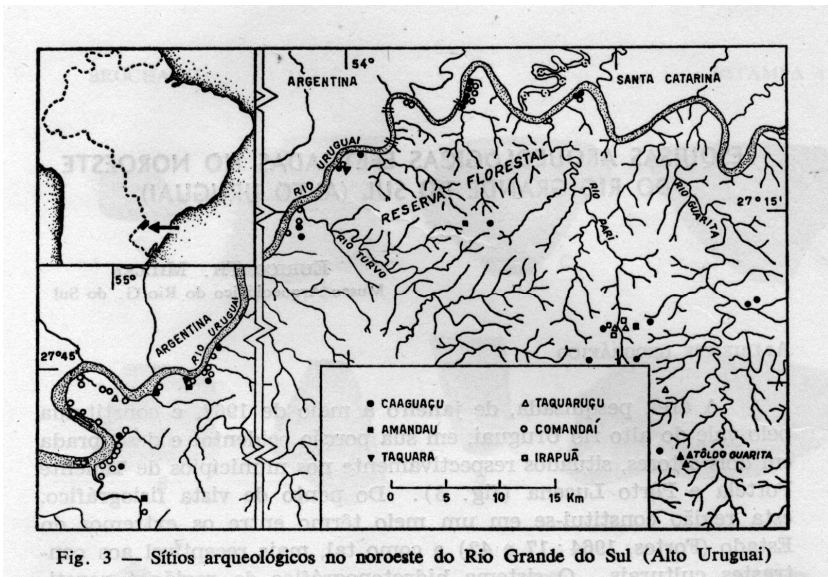 54°
ARGENTINA
SANTA CATARINA
RIO URUGUAI
RESERVA FLORESTAL
RIO GUARITA
27°15'
RIO PARÍ
RIO TURVO
55°
ARGENTINA
RIO URUGUAI
27°45'
CAAGUAÇU
TAQUARUÇU
AMANDAU
COMANDAÍ
TAQUARA
IRAPUÃ
TÔLDO GUARITA
0 5 10 15 Km
Fig. 3 — Sítios arqueológicos no noroeste do Rio Grande do Sul (Alto Uruguai)